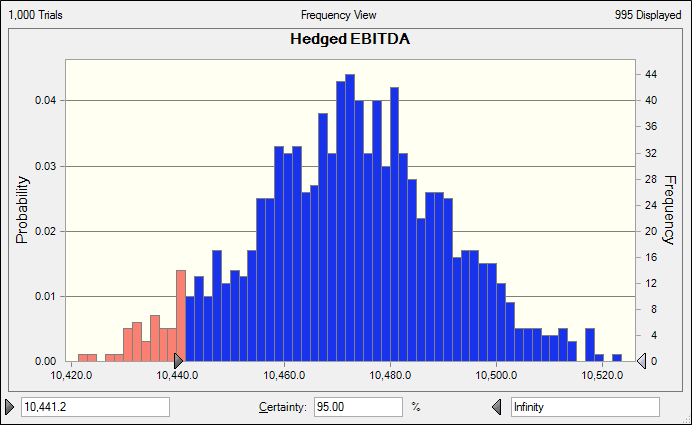 1,000 Trials Frequency View 995 Displayed
Hedged EBITDA
Probability
0.04
0.03
0.02
0.01
0.00
44
40
36
32
28
24
20
16
12
8
4
0
Frequency
10,420.0 10,440.0 10,460.0 10,480.0 10,500.0 10,520.0
10,441.2 Certainty: 95.00 % Infinity